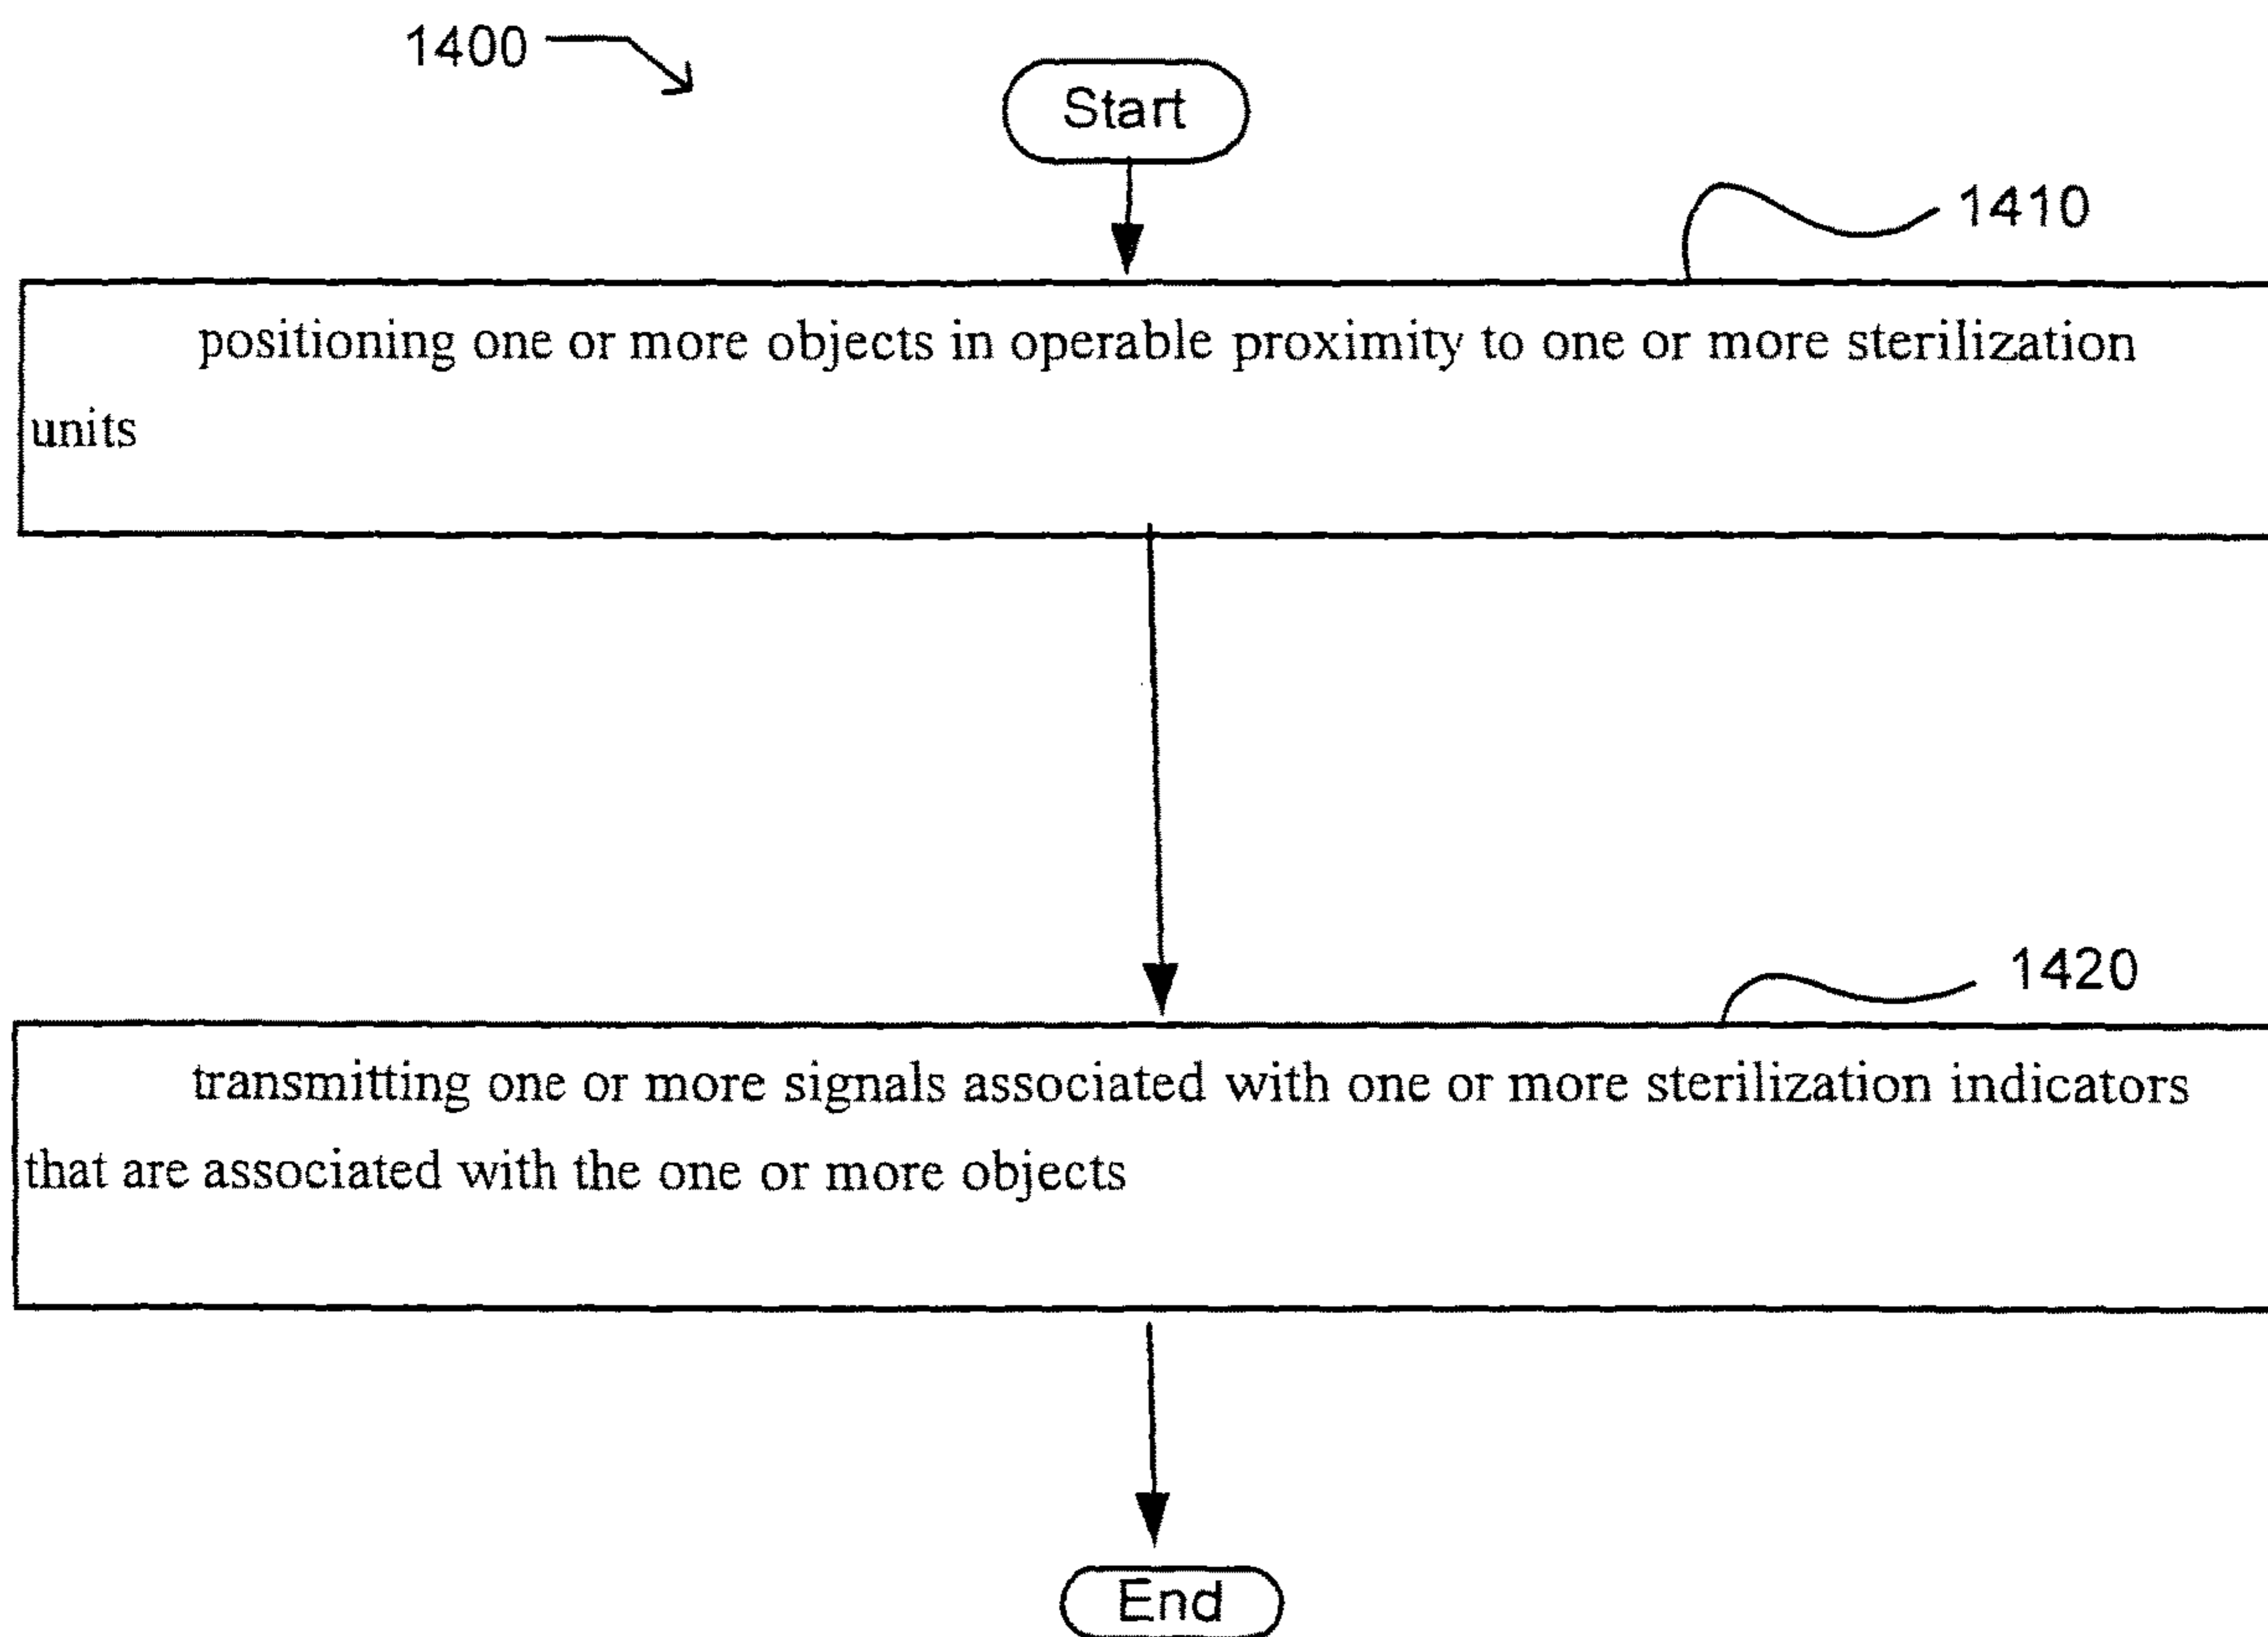 1400
Start
1410
positioning one or more objects in operable proximity to one or more sterilization
units
1420
transmitting one or more signals associated with one or more sterilization indicators
that are associated with the one or more objects
End